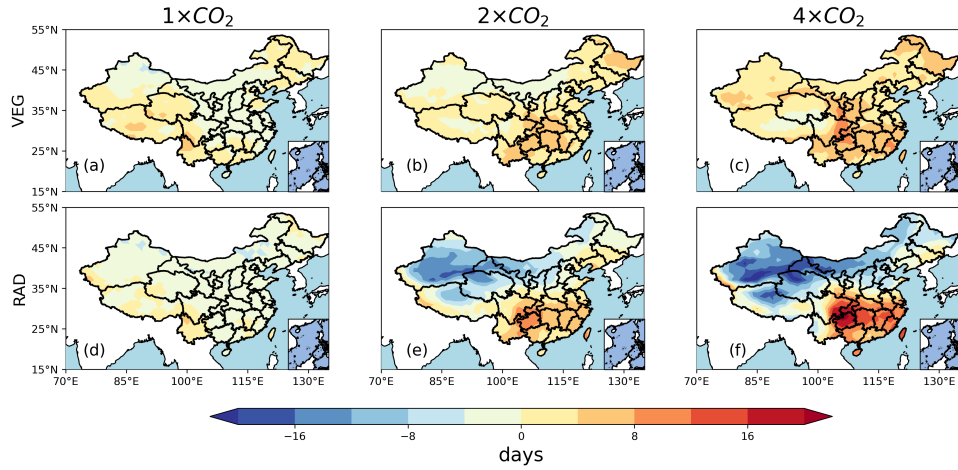 1×CO₂ 2×CO₂ 4×CO₂
55°N
45°N
VEG
35°N
25°N
(a) (b) (c)
15°N
55°N
45°N
RAD
35°N
25°N
(d) (e) (f)
15°N
70°E 85°E 100°E 115°E 130°E 70°E 85°E 100°E 115°E 130°E 70°E 85°E 100°E 115°E 130°E
−16 −8 0 8 16
days